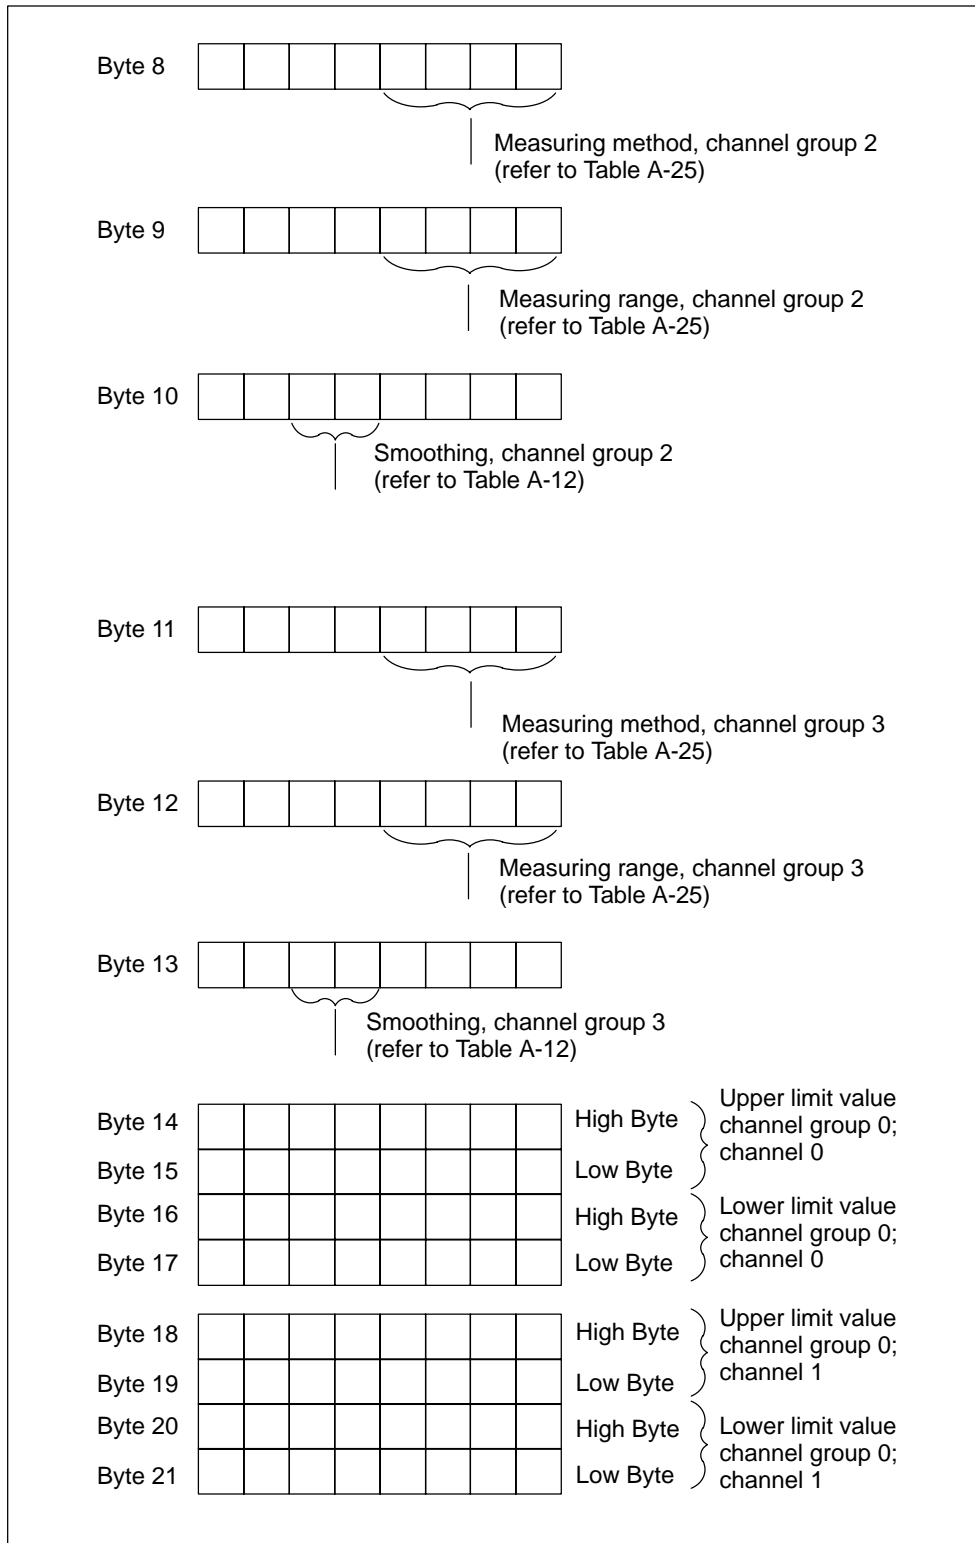 Byte 8
Measuring method, channel group 2
(refer to Table A-25)
Byte 9
Measuring range, channel group 2
(refer to Table A-25)
Byte 10
Smoothing, channel group 2
(refer to Table A-12)
Byte 11
Measuring method, channel group 3
(refer to Table A-25)
Byte 12
Measuring range, channel group 3
(refer to Table A-25)
Byte 13
Smoothing, channel group 3
(refer to Table A-12)
Byte 14
High Byte
Byte 15
Low Byte
Upper limit value
channel group 0;
channel 0
Byte 16
High Byte
Byte 17
Low Byte
Lower limit value
channel group 0;
channel 0
Byte 18
High Byte
Byte 19
Low Byte
Upper limit value
channel group 0;
channel 1
Byte 20
High Byte
Byte 21
Low Byte
Lower limit value
channel group 0;
channel 1